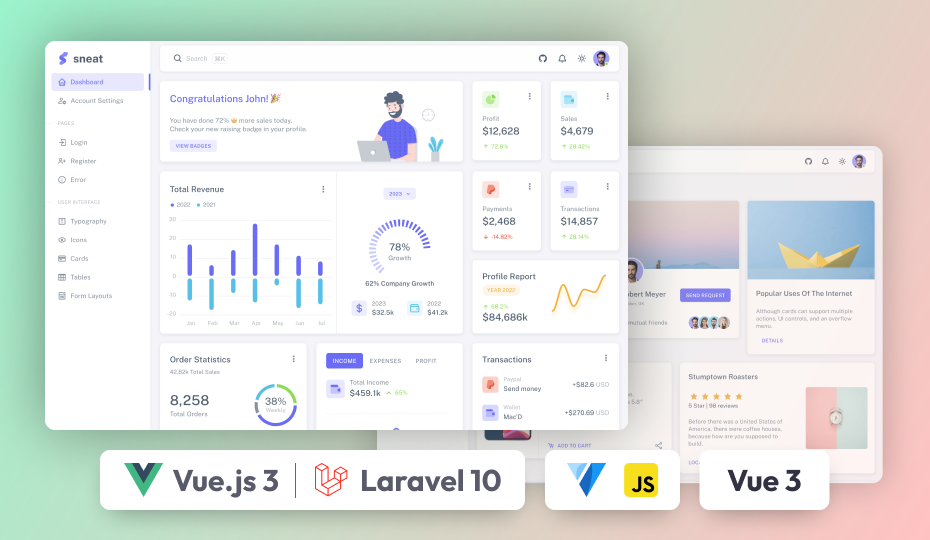 sneat
Search ⌘K
Dashboard
Account Settings
PAGES
Login
Register
Error
USER INTERFACE
Typography
Icons
Cards
Tables
Form Layouts
Congratulations John! 🎉
You have done 72% 🤩 more sales today.
Check your new raising badge in your profile.
VIEW BADGES
Profit
$12,628
72.8%
Sales
$4,679
28.42%
Total Revenue
2022
2021
30
20
10
0
-10
-20
Jan Feb Mar Apr May Jun Jul
2023
78%
Growth
62% Company Growth
2023
$32.5k
2022
$41.2k
Payments
$2,468
-14.82%
Transactions
$14,857
28.14%
Profile Report
YEAR 2022
68.2%
$84,686k
Order Statistics
42.82k Total Sales
8,258
Total Orders
38%
Weekly
INCOME EXPENSES PROFIT
Total Income
$459.1k
65%
Transactions
Paypal
Send money
+$82.6 USD
Wallet
Mac'D
+$270.69 USD
Meyer
SEND REQUEST
mutual friends
Popular Uses Of The Internet
Although cards can support multiple
actions, UI controls, and an overflow
menu.
DETAILS
ADD TO CART
Stumptown Roasters
5 Star | 98 reviews
Before there was a United States of
America, there were coffee houses,
because how are you supposed to
build.
Vue.js 3
Laravel 10
JS
Vue 3